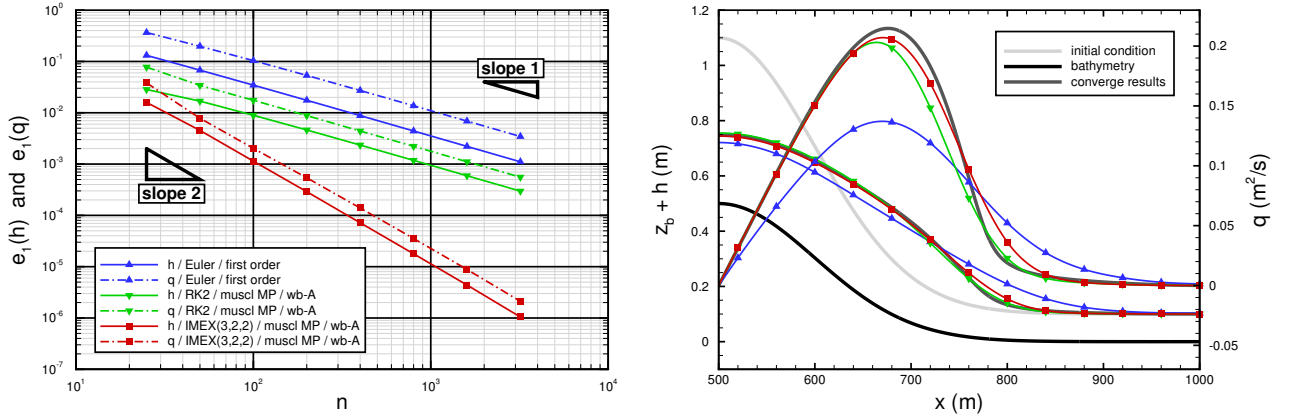 10^0
10^-1
10^-2
10^-3
10^-4
10^-5
10^-6
10^-7
e_1(h) and e_1(q)
slope 1
slope 2
h / Euler / first order
q / Euler / first order
h / RK2 / muscl MP / wb-A
q / RK2 / muscl MP / wb-A
h / IMEX(3,2,2) / muscl MP / wb-A
q / IMEX(3,2,2) / muscl MP / wb-A
10^1
10^2
10^3
10^4
n
1.2
1
0.8
0.6
0.4
0.2
0
z_b + h (m)
initial condition
bathymetry
converge results
0.2
0.15
0.1
0.05
0
-0.05
q (m^2/s)
500
600
700
800
900
1000
x (m)